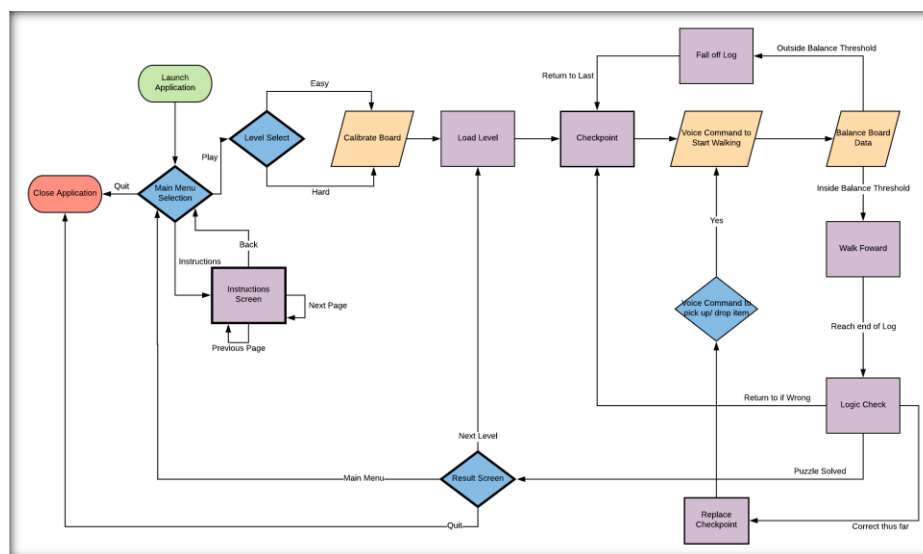 Launch
Application
Close Application
Quit
Main Menu
Selection
Play
Level Select
Easy
Hard
Calibrate Board
Load Level
Checkpoint
Return to Last
Fall off Log
Outside Balance Threshold
Voice Command to
Start Walking
Balance Board
Data
Inside Balance Threshold
Walk Foward
Reach end of Log
Logic Check
Return to if Wrong
Yes
Voice Command to
pick up/ drop item
Instructions
Back
Instructions
Screen
Next Page
Previous Page
Next Level
Main Menu
Result Screen
Puzzle Solved
Quit
Replace
Checkpoint
Correct thus far